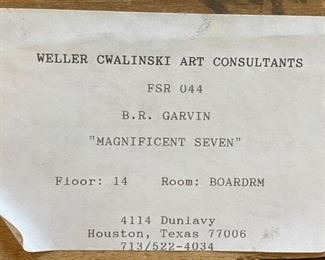 WELLER CWALINSKI ART CONSULTANTS
FSR 044
B.R. GARVIN
"MAGNIFICENT SEVEN"
Floor: 14 Room: BOARDRM
4114 Dunlavy
Houston, Texas 77006
713/522-4034